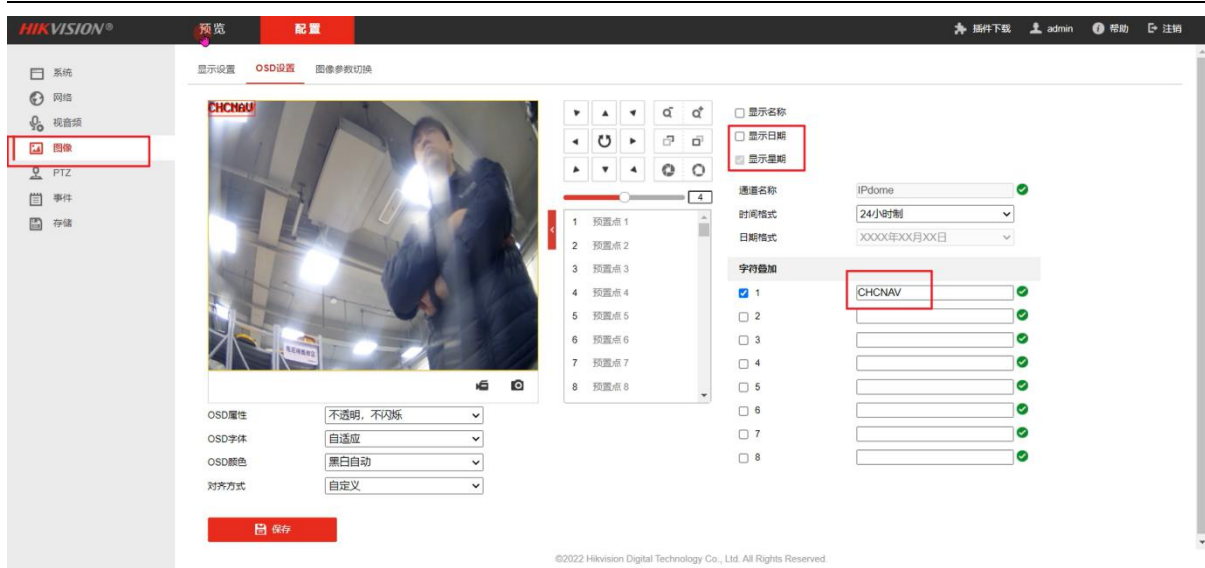 HIKVISION® 预览 配置 插件下载 admin 帮助 注销
系统
网络
视音频
图像
PTZ
事件
存储
显示设置 OSD设置 图像参数切换
CHCNAV
4
1 预置点 1
2 预置点 2
3 预置点 3
4 预置点 4
5 预置点 5
6 预置点 6
7 预置点 7
8 预置点 8
显示名称
显示日期
显示星期
通道名称 IPdome
时间格式 24小时制
日期格式 XXXX年XX月XX日
字符叠加
1 CHCNAV
2
3
4
5
6
7
8
OSD属性 不透明，不闪烁
OSD字体 自适应
OSD颜色 黑白自动
对齐方式 自定义
保存
©2022 Hikvision Digital Technology Co., Ltd. All Rights Reserved.